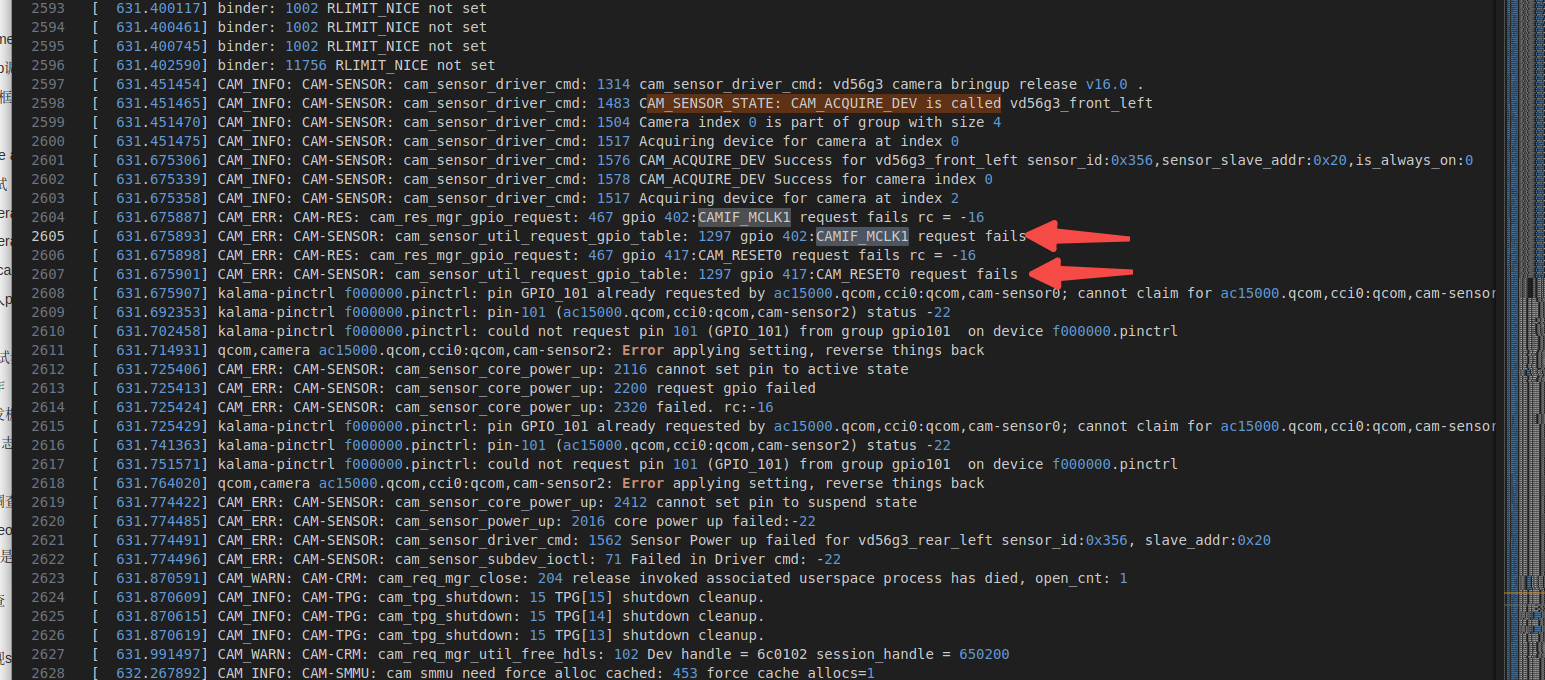 2593 [  631.400117] binder: 1002 RLIMIT_NICE not set
2594 [  631.400461] binder: 1002 RLIMIT_NICE not set
2595 [  631.400745] binder: 1002 RLIMIT_NICE not set
2596 [  631.402590] binder: 11756 RLIMIT_NICE not set
2597 [  631.451454] CAM_INFO: CAM-SENSOR: cam_sensor_driver_cmd: 1314 cam_sensor_driver_cmd: vd56g3 camera bringup release v16.0 .
2598 [  631.451465] CAM_INFO: CAM-SENSOR: cam_sensor_driver_cmd: 1483 CAM_SENSOR_STATE: CAM_ACQUIRE_DEV is called vd56g3_front_left
2599 [  631.451470] CAM_INFO: CAM-SENSOR: cam_sensor_driver_cmd: 1504 Camera index 0 is part of group with size 4
2600 [  631.451475] CAM_INFO: CAM-SENSOR: cam_sensor_driver_cmd: 1517 Acquiring device for camera at index 0
2601 [  631.675306] CAM_INFO: CAM-SENSOR: cam_sensor_driver_cmd: 1576 CAM_ACQUIRE_DEV Success for vd56g3_front_left sensor_id:0x356,sensor_slave_addr:0x20,is_always_on:0
2602 [  631.675339] CAM_INFO: CAM-SENSOR: cam_sensor_driver_cmd: 1578 CAM_ACQUIRE_DEV Success for camera index 0
2603 [  631.675358] CAM_INFO: CAM-SENSOR: cam_sensor_driver_cmd: 1517 Acquiring device for camera at index 2
2604 [  631.675887] CAM_ERR: CAM-RES: cam_res_mgr_gpio_request: 467 gpio 402:CAMIF_MCLK1 request fails rc = -16
2605 [  631.675893] CAM_ERR: CAM-SENSOR: cam_sensor_util_request_gpio_table: 1297 gpio 402:CAMIF_MCLK1 request fails
2606 [  631.675898] CAM_ERR: CAM-RES: cam_res_mgr_gpio_request: 467 gpio 417:CAM_RESET0 request fails rc = -16
2607 [  631.675901] CAM_ERR: CAM-SENSOR: cam_sensor_util_request_gpio_table: 1297 gpio 417:CAM_RESET0 request fails
2608 [  631.675907] kalama-pinctrl f000000.pinctrl: pin GPIO_101 already requested by ac15000.qcom,cci0:qcom,cam-sensor0; cannot claim for ac15000.qcom,cci0:qcom,cam-sensor
2609 [  631.692353] kalama-pinctrl f000000.pinctrl: pin-101 (ac15000.qcom,cci0:qcom,cam-sensor2) status -22
2610 [  631.702458] kalama-pinctrl f000000.pinctrl: could not request pin 101 (GPIO_101) from group gpio101  on device f000000.pinctrl
2611 [  631.714931] qcom,camera ac15000.qcom,cci0:qcom,cam-sensor2: Error applying setting, reverse things back
2612 [  631.725406] CAM_ERR: CAM-SENSOR: cam_sensor_core_power_up: 2116 cannot set pin to active state
2613 [  631.725413] CAM_ERR: CAM-SENSOR: cam_sensor_core_power_up: 2200 request gpio failed
2614 [  631.725424] CAM_ERR: CAM-SENSOR: cam_sensor_core_power_up: 2320 failed. rc:-16
2615 [  631.725429] kalama-pinctrl f000000.pinctrl: pin GPIO_101 already requested by ac15000.qcom,cci0:qcom,cam-sensor0; cannot claim for ac15000.qcom,cci0:qcom,cam-sensor
2616 [  631.741363] kalama-pinctrl f000000.pinctrl: pin-101 (ac15000.qcom,cci0:qcom,cam-sensor2) status -22
2617 [  631.751571] kalama-pinctrl f000000.pinctrl: could not request pin 101 (GPIO_101) from group gpio101  on device f000000.pinctrl
2618 [  631.764020] qcom,camera ac15000.qcom,cci0:qcom,cam-sensor2: Error applying setting, reverse things back
2619 [  631.774422] CAM_ERR: CAM-SENSOR: cam_sensor_core_power_up: 2412 cannot set pin to suspend state
2620 [  631.774485] CAM_ERR: CAM-SENSOR: cam_sensor_power_up: 2016 core power up failed:-22
2621 [  631.774491] CAM_ERR: CAM-SENSOR: cam_sensor_driver_cmd: 1562 Sensor Power up failed for vd56g3_rear_left sensor_id:0x356, slave_addr:0x20
2622 [  631.774496] CAM_ERR: CAM-SENSOR: cam_sensor_subdev_ioctl: 71 Failed in Driver cmd: -22
2623 [  631.870591] CAM_WARN: CAM-CRM: cam_req_mgr_close: 204 release invoked associated userspace process has died, open_cnt: 1
2624 [  631.870609] CAM_INFO: CAM-TPG: cam_tpg_shutdown: 15 TPG[15] shutdown cleanup.
2625 [  631.870615] CAM_INFO: CAM-TPG: cam_tpg_shutdown: 15 TPG[14] shutdown cleanup.
2626 [  631.870619] CAM_INFO: CAM-TPG: cam_tpg_shutdown: 15 TPG[13] shutdown cleanup.
2627 [  631.991497] CAM_WARN: CAM-CRM: cam_req_mgr_util_free_hdls: 102 Dev handle = 6c0102 session_handle = 650200
2628 [  632.267892] CAM_INFO: CAM-SMMU: cam_smmu_need_force_alloc_cached: 453 force_cache_allocs=1